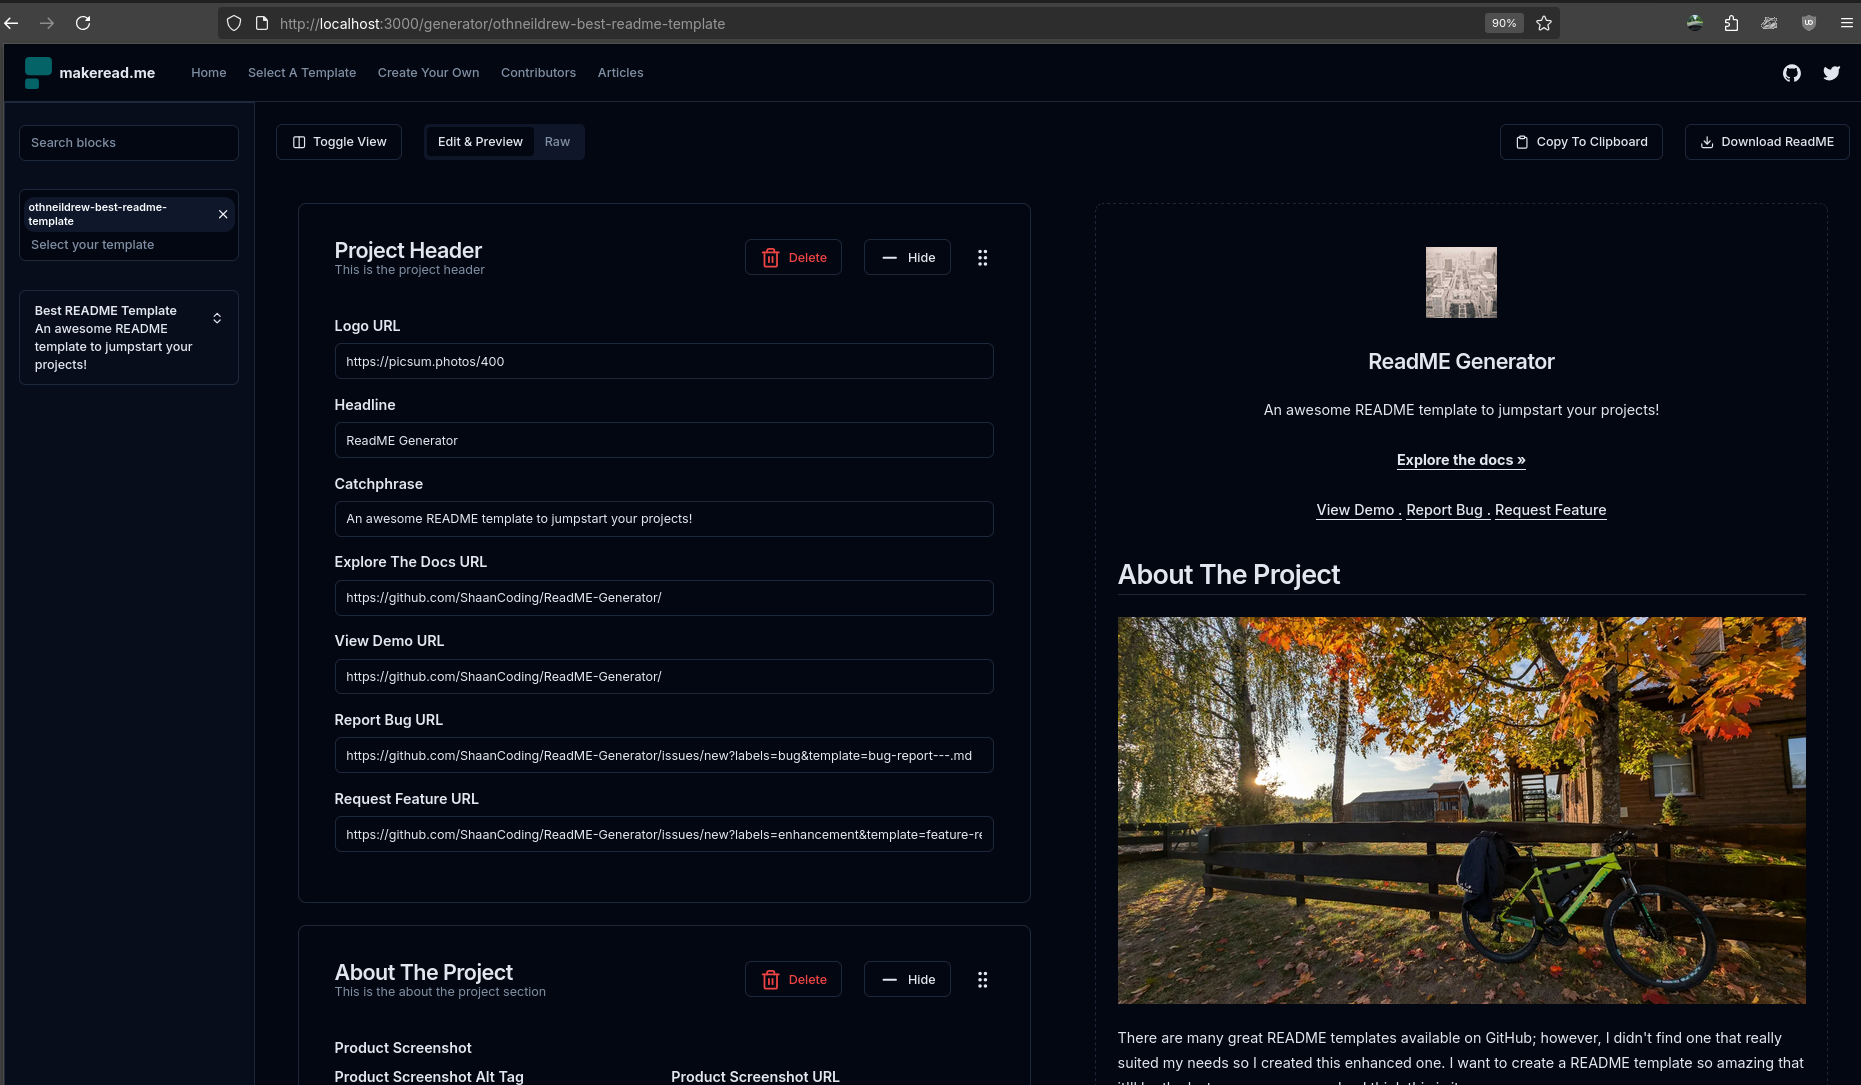 http://localhost:3000/generator/othneildrew-best-readme-template
90%
makeread.me
Home
Select A Template
Create Your Own
Contributors
Articles
Search blocks
othneildrew-best-readme-
template
Select your template
Best README Template
An awesome README
template to jumpstart your
projects!
Toggle View
Edit & Preview
Raw
Copy To Clipboard
Download ReadME
Project Header
This is the project header
Delete
Hide
Logo URL
https://picsum.photos/400
Headline
ReadME Generator
Catchphrase
An awesome README template to jumpstart your projects!
Explore The Docs URL
https://github.com/ShaanCoding/ReadME-Generator/
View Demo URL
https://github.com/ShaanCoding/ReadME-Generator/
Report Bug URL
https://github.com/ShaanCoding/ReadME-Generator/issues/new?labels=bug&template=bug-report---.md
Request Feature URL
https://github.com/ShaanCoding/ReadME-Generator/issues/new?labels=enhancement&template=feature-re
About The Project
This is the about the project section
Delete
Hide
Product Screenshot
Product Screenshot Alt Tag
Product Screenshot URL
ReadME Generator
An awesome README template to jumpstart your projects!
Explore the docs »
View Demo . Report Bug . Request Feature
About The Project
There are many great README templates available on GitHub; however, I didn't find one that really
suited my needs so I created this enhanced one. I want to create a README template so amazing that